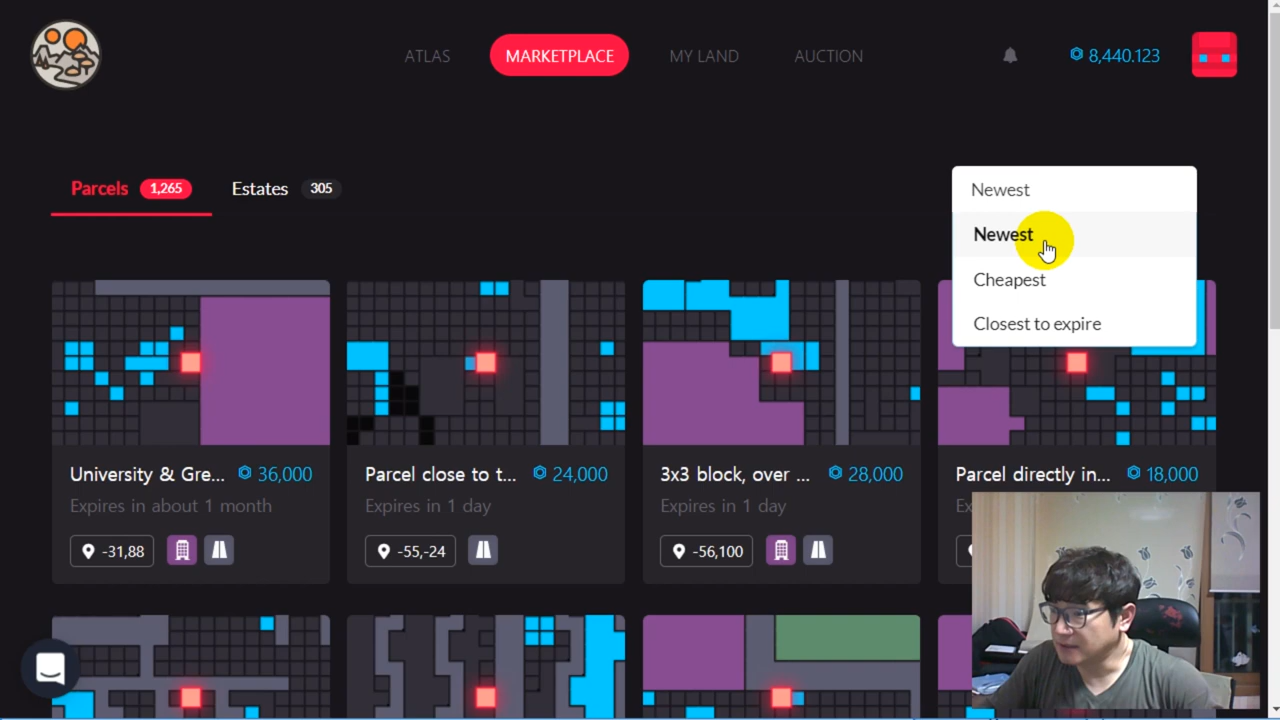 ATLAS
MARKETPLACE
MY LAND
AUCTION
8,440.123
Parcels 1,265
Estates 305
Newest
Newest
Cheapest
Closest to expire
University & Gre... 36,000
Expires in about 1 month
-31,88
Parcel close to t... 24,000
Expires in 1 day
-55,-24
3x3 block, over ... 28,000
Expires in 1 day
-56,100
Parcel directly in... 18,000